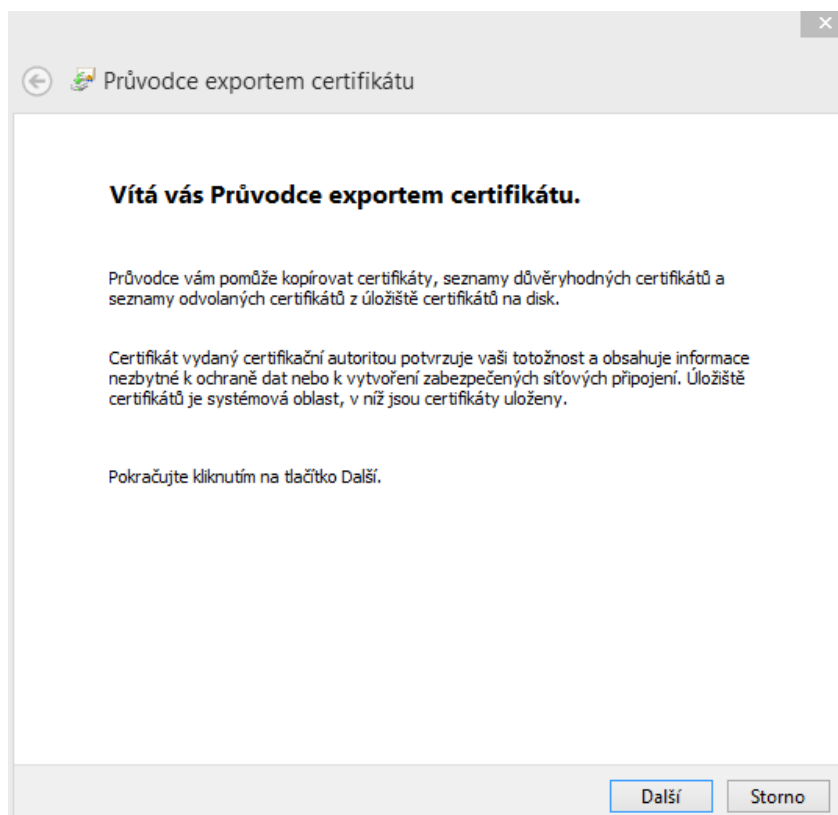 Průvodce exportem certifikátu
Vítá vás Průvodce exportem certifikátu.
Průvodce vám pomůže kopírovat certifikáty, seznamy důvěryhodných certifikátů a
seznamy odvolaných certifikátů z úložiště certifikátů na disk.
Certifikát vydaný certifikační autoritou potvrzuje vaši totožnost a obsahuje informace
nezbytné k ochraně dat nebo k vytvoření zabezpečených síťových připojení. Úložiště
certifikátů je systémová oblast, v níž jsou certifikáty uloženy.
Pokračujte kliknutím na tlačítko Další.
Další
Storno